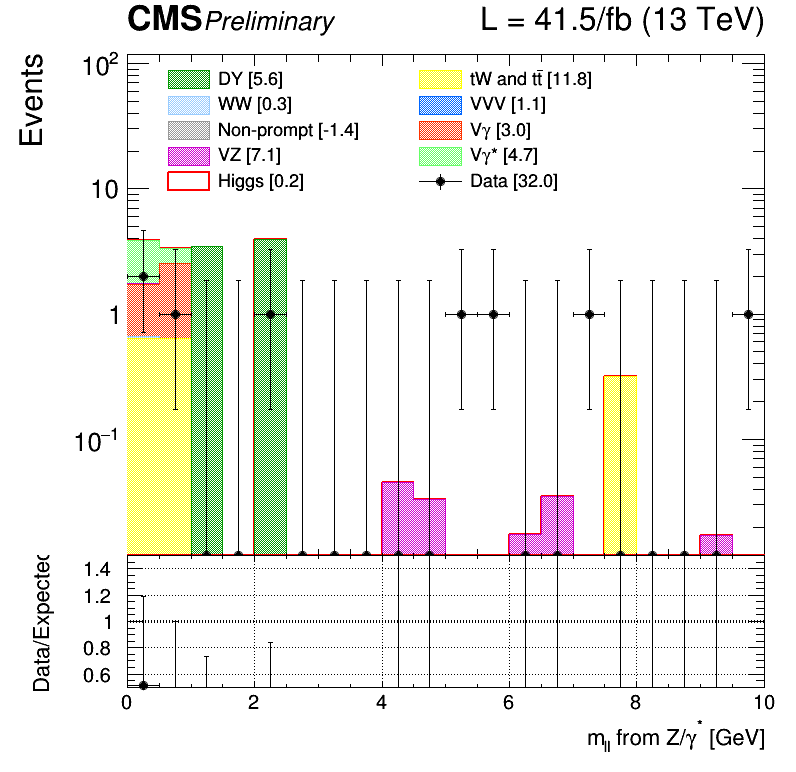 CMS Preliminary L = 41.5/fb (13 TeV)
Events
10²
10
1
10⁻¹
DY [5.6]
WW [0.3]
Non-prompt [-1.4]
VZ [7.1]
Higgs [0.2]
tW and tt̄ [11.8]
VVV [1.1]
Vγ [3.0]
Vγ* [4.7]
Data [32.0]
Data/Expected
1.4
1.2
1
0.8
0.6
0 2 4 6 8 10
m_ll from Z/γ* [GeV]